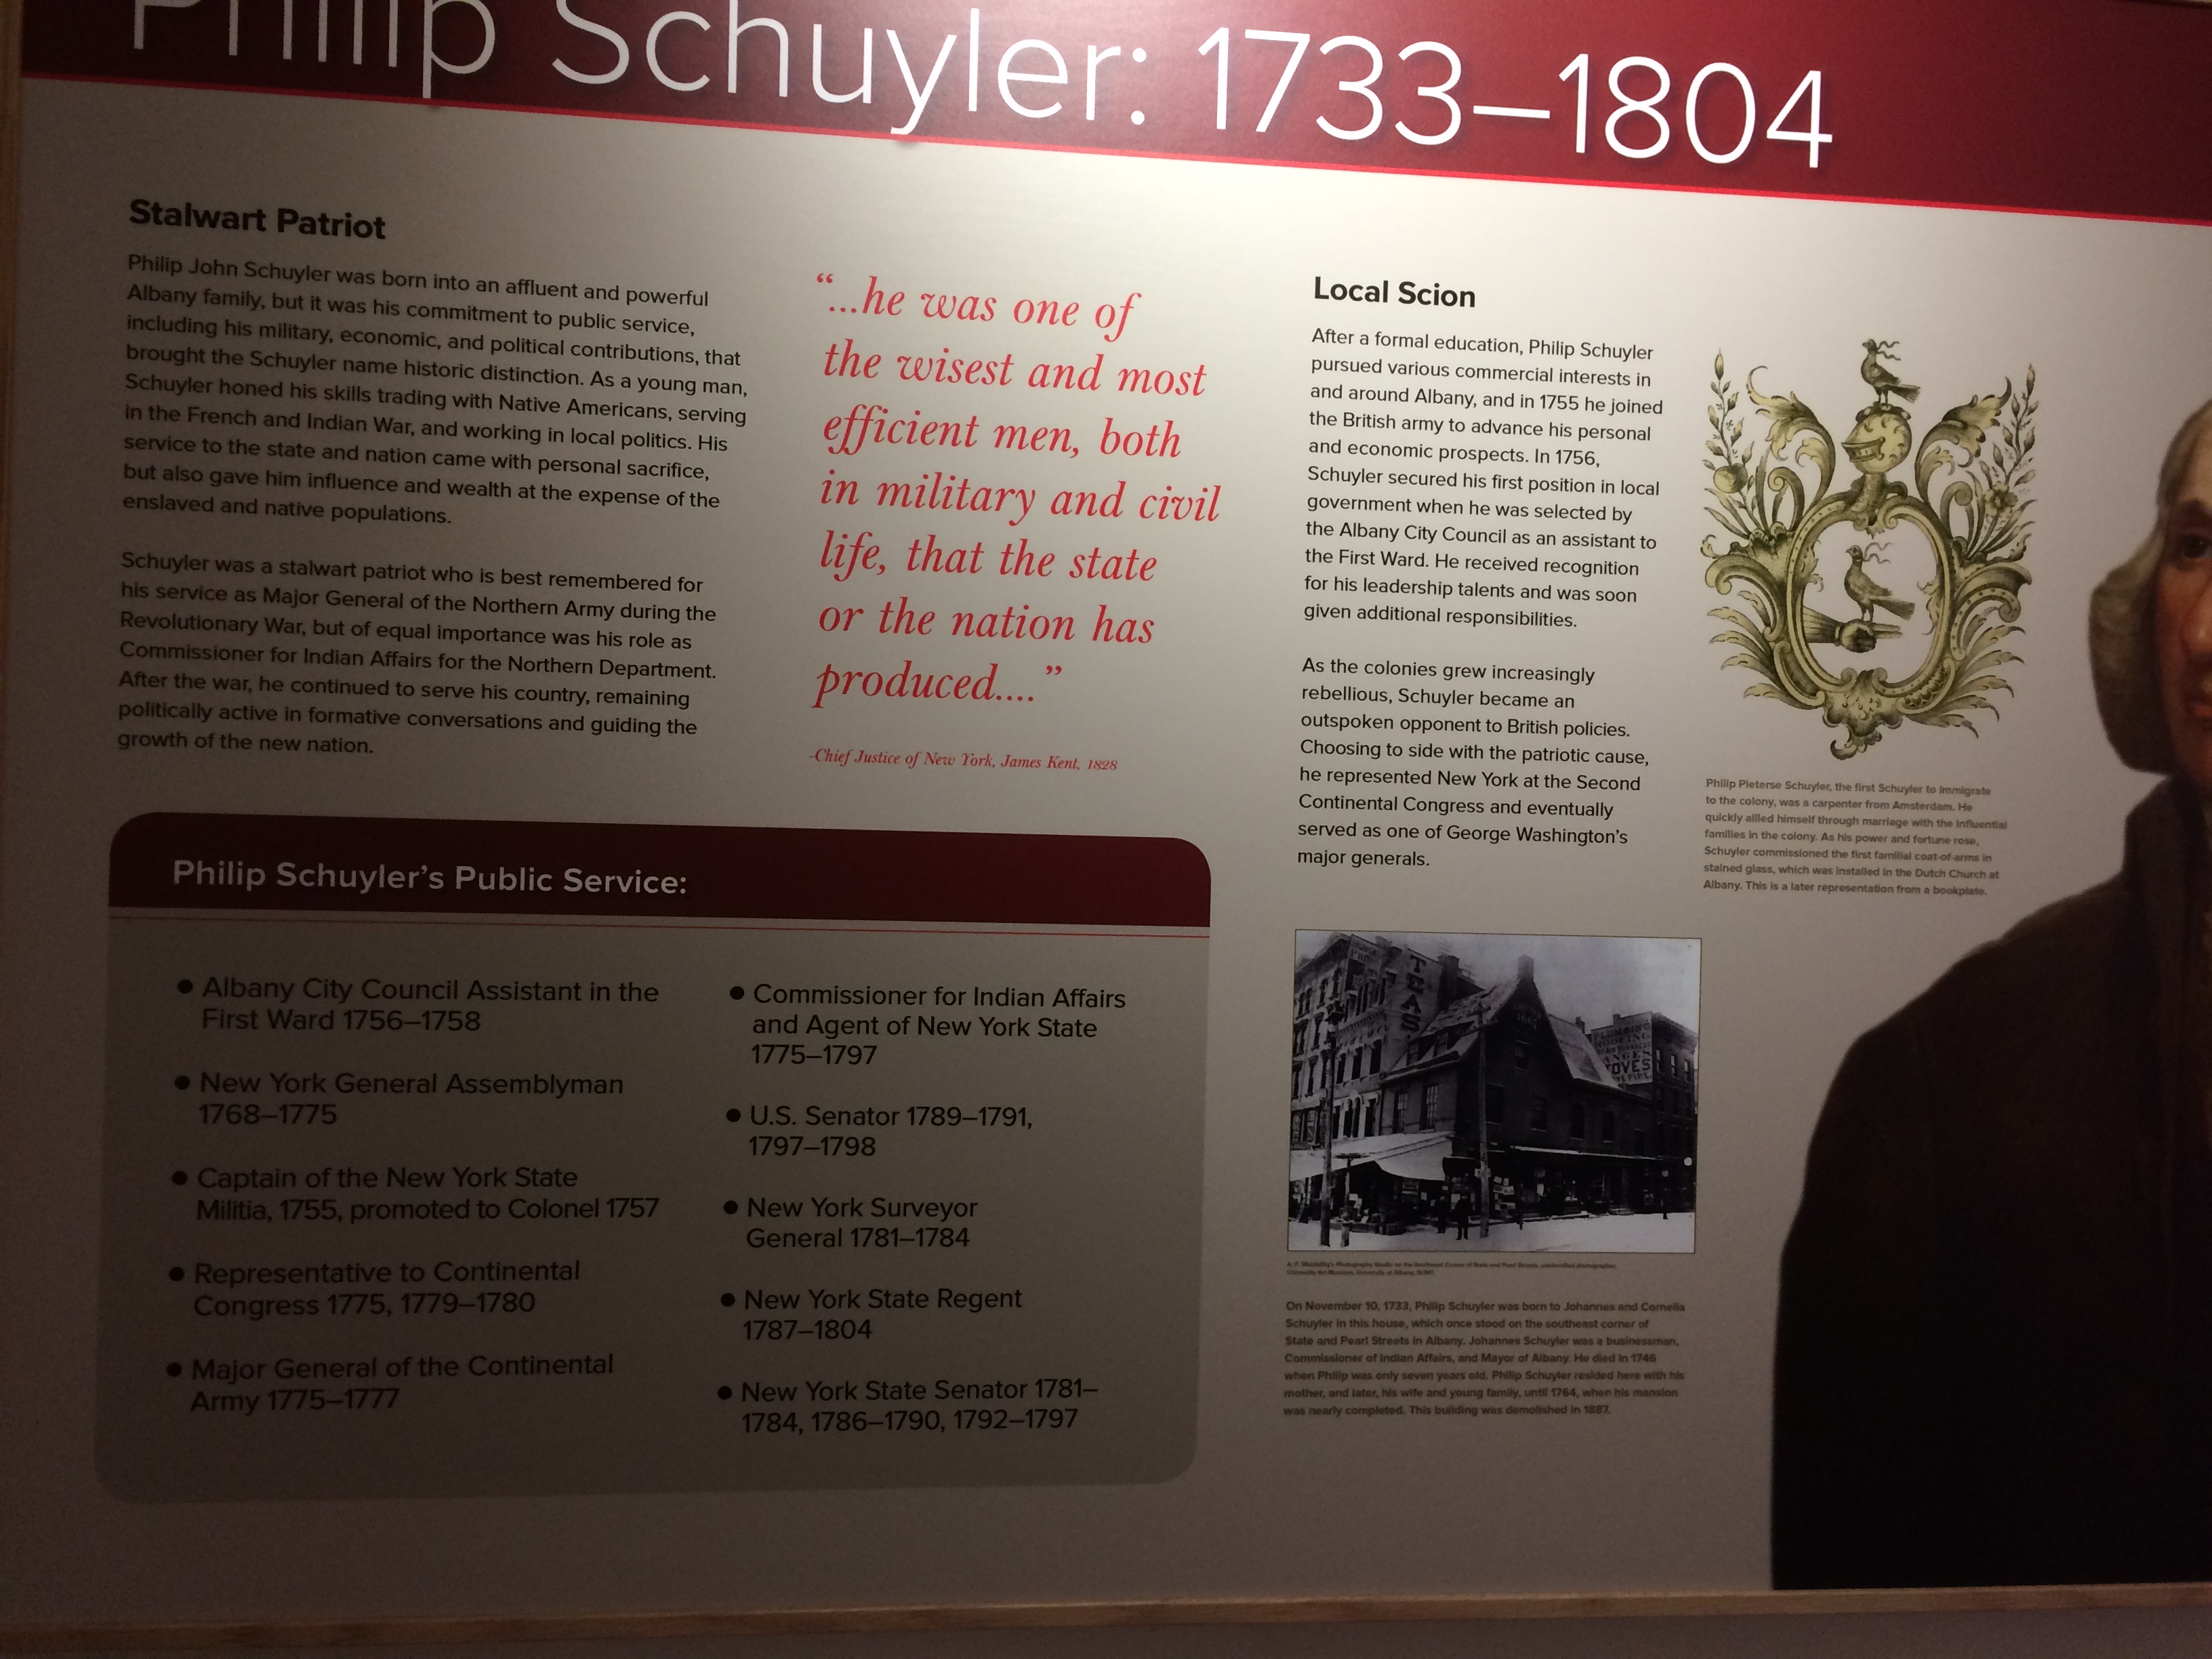 Philip Schuyler: 1733–1804
Stalwart Patriot
Philip John Schuyler was born into an affluent and powerful
Albany family, but it was his commitment to public service,
including his military, economic, and political contributions, that
brought the Schuyler name historic distinction. As a young man,
Schuyler honed his skills trading with Native Americans, serving
in the French and Indian War, and working in local politics. His
service to the state and nation came with personal sacrifice,
but also gave him influence and wealth at the expense of the
enslaved and native populations.
Schuyler was a stalwart patriot who is best remembered for
his service as Major General of the Northern Army during the
Revolutionary War, but of equal importance was his role as
Commissioner for Indian Affairs for the Northern Department.
After the war, he continued to serve his country, remaining
politically active in formative conversations and guiding the
growth of the new nation.
“...he was one of
the wisest and most
efficient men, both
in military and civil
life, that the state
or the nation has
produced....”
-Chief Justice of New York, James Kent, 1828
Philip Schuyler’s Public Service:
• Albany City Council Assistant in the
First Ward 1756–1758
• New York General Assemblyman
1768–1775
• Captain of the New York State
Militia, 1755, promoted to Colonel 1757
• Representative to Continental
Congress 1775, 1779–1780
• Major General of the Continental
Army 1775–1777
• Commissioner for Indian Affairs
and Agent of New York State
1775–1797
• U.S. Senator 1789–1791,
1797–1798
• New York Surveyor
General 1781–1784
• New York State Regent
1787–1804
• New York State Senator 1781–
1784, 1786–1790, 1792–1797
Local Scion
After a formal education, Philip Schuyler
pursued various commercial interests in
and around Albany, and in 1755 he joined
the British army to advance his personal
and economic prospects. In 1756,
Schuyler secured his first position in local
government when he was selected by
the Albany City Council as an assistant to
the First Ward. He received recognition
for his leadership talents and was soon
given additional responsibilities.
As the colonies grew increasingly
rebellious, Schuyler became an
outspoken opponent to British policies.
Choosing to side with the patriotic cause,
he represented New York at the Second
Continental Congress and eventually
served as one of George Washington’s
major generals.
Philip Pieterse Schuyler, the first Schuyler to immigrate
to the colony, was a carpenter from Amsterdam. He
quickly allied himself through marriage with the influential
families in the colony. As his power and fortune rose,
Schuyler commissioned the first familial coat-of-arms in
stained glass, which was installed in the Dutch Church at
Albany. This is a later representation from a bookplate.
TEAS
STOVES
On November 10, 1733, Philip Schuyler was born to Johannes and Cornelia
Schuyler in this house, which once stood on the southeast corner of
State and Pearl Streets in Albany. Johannes Schuyler was a businessman,
Commissioner of Indian Affairs, and Mayor of Albany. He died in 1746
when Philip was only seven years old. Philip Schuyler resided here with his
mother, and later, his wife and young family, until 1764, when his mansion
was nearly completed. This building was demolished in 1887.